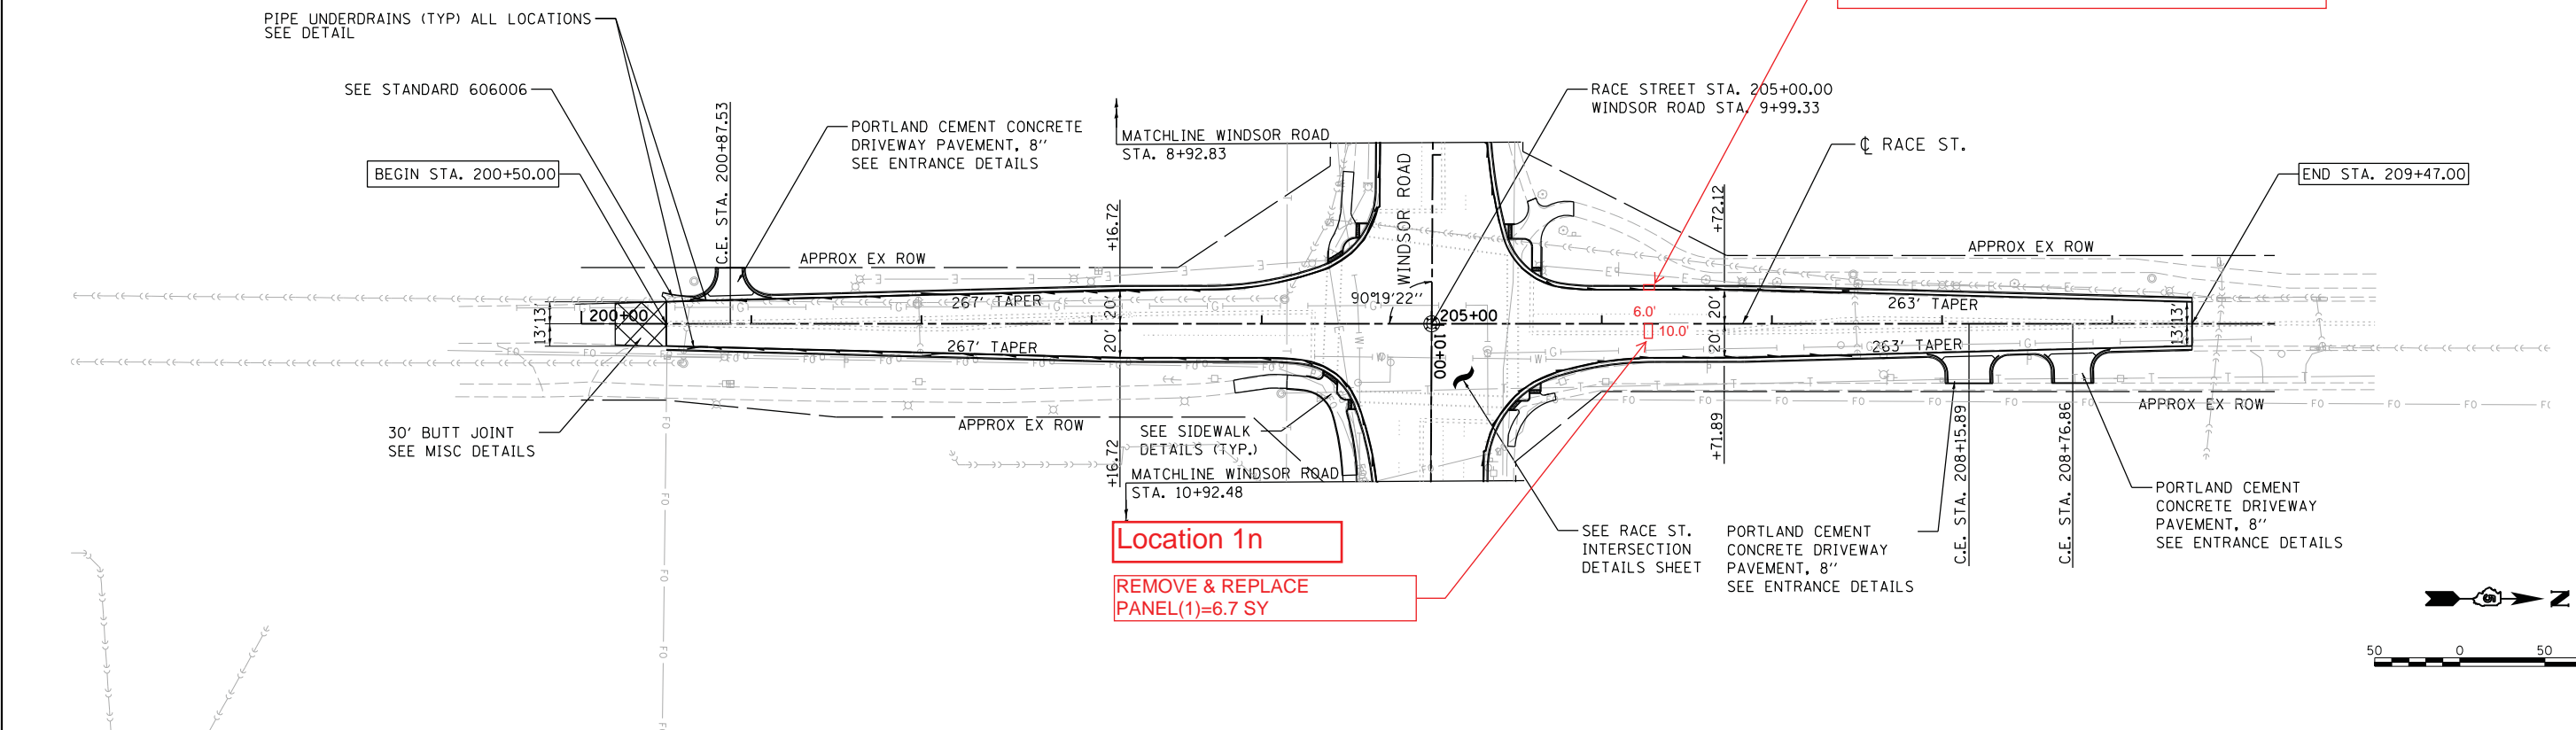 PIPE UNDERDRAINS (TYP) ALL LOCATIONS
SEE DETAIL
SEE STANDARD 606006
BEGIN STA. 200+50.00
C.E. STA. 200+87.53
PORTLAND CEMENT CONCRETE
DRIVEWAY PAVEMENT, 8''
SEE ENTRANCE DETAILS
MATCHLINE WINDSOR ROAD
STA. 8+92.83
WINDSOR ROAD
RACE STREET STA. 205+00.00
WINDSOR ROAD STA. 9+99.33
℄ RACE ST.
END STA. 209+47.00
APPROX EX ROW
+16.72
+72.12
APPROX EX ROW
267' TAPER
20'
90°19'22''
263' TAPER
20'
13'
13'
200+00
205+00
6.0'
10.0'
13'
13'
267' TAPER
20'
10+00
20'
263' TAPER
30' BUTT JOINT
SEE MISC DETAILS
APPROX EX ROW
+16.72
SEE SIDEWALK
DETAILS (TYP.)
MATCHLINE WINDSOR ROAD
STA. 10+92.48
+71.89
APPROX EX ROW
Location 1n
REMOVE & REPLACE
PANEL(1)=6.7 SY
SEE RACE ST.
INTERSECTION
DETAILS SHEET
PORTLAND CEMENT
CONCRETE DRIVEWAY
PAVEMENT, 8''
SEE ENTRANCE DETAILS
C.E. STA. 208+15.89
C.E. STA. 208+76.86
PORTLAND CEMENT
CONCRETE DRIVEWAY
PAVEMENT, 8''
SEE ENTRANCE DETAILS
N
50 0 50